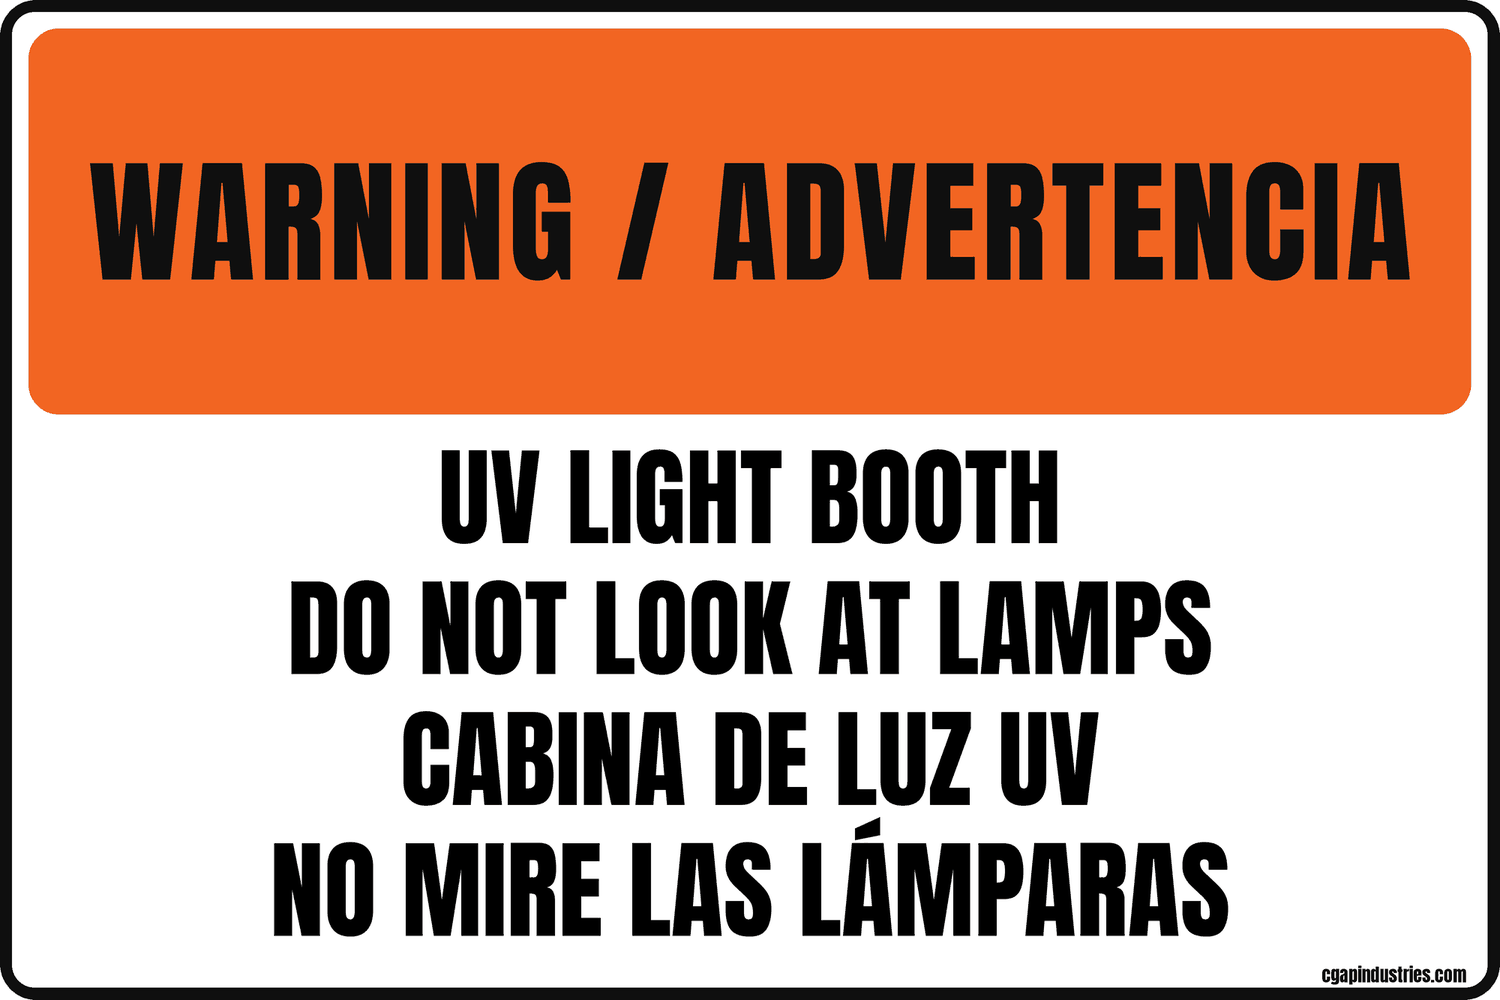 WARNING / ADVERTENCIA
UV LIGHT BOOTH
DO NOT LOOK AT LAMPS
CABINA DE LUZ UV
NO MIRE LAS LÁMPARAS
cgapindustries.com